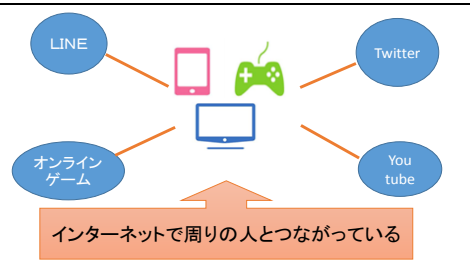 LINE
Twitter
オンライン
ゲーム
You
tube
インターネットで周りの人とつながっている